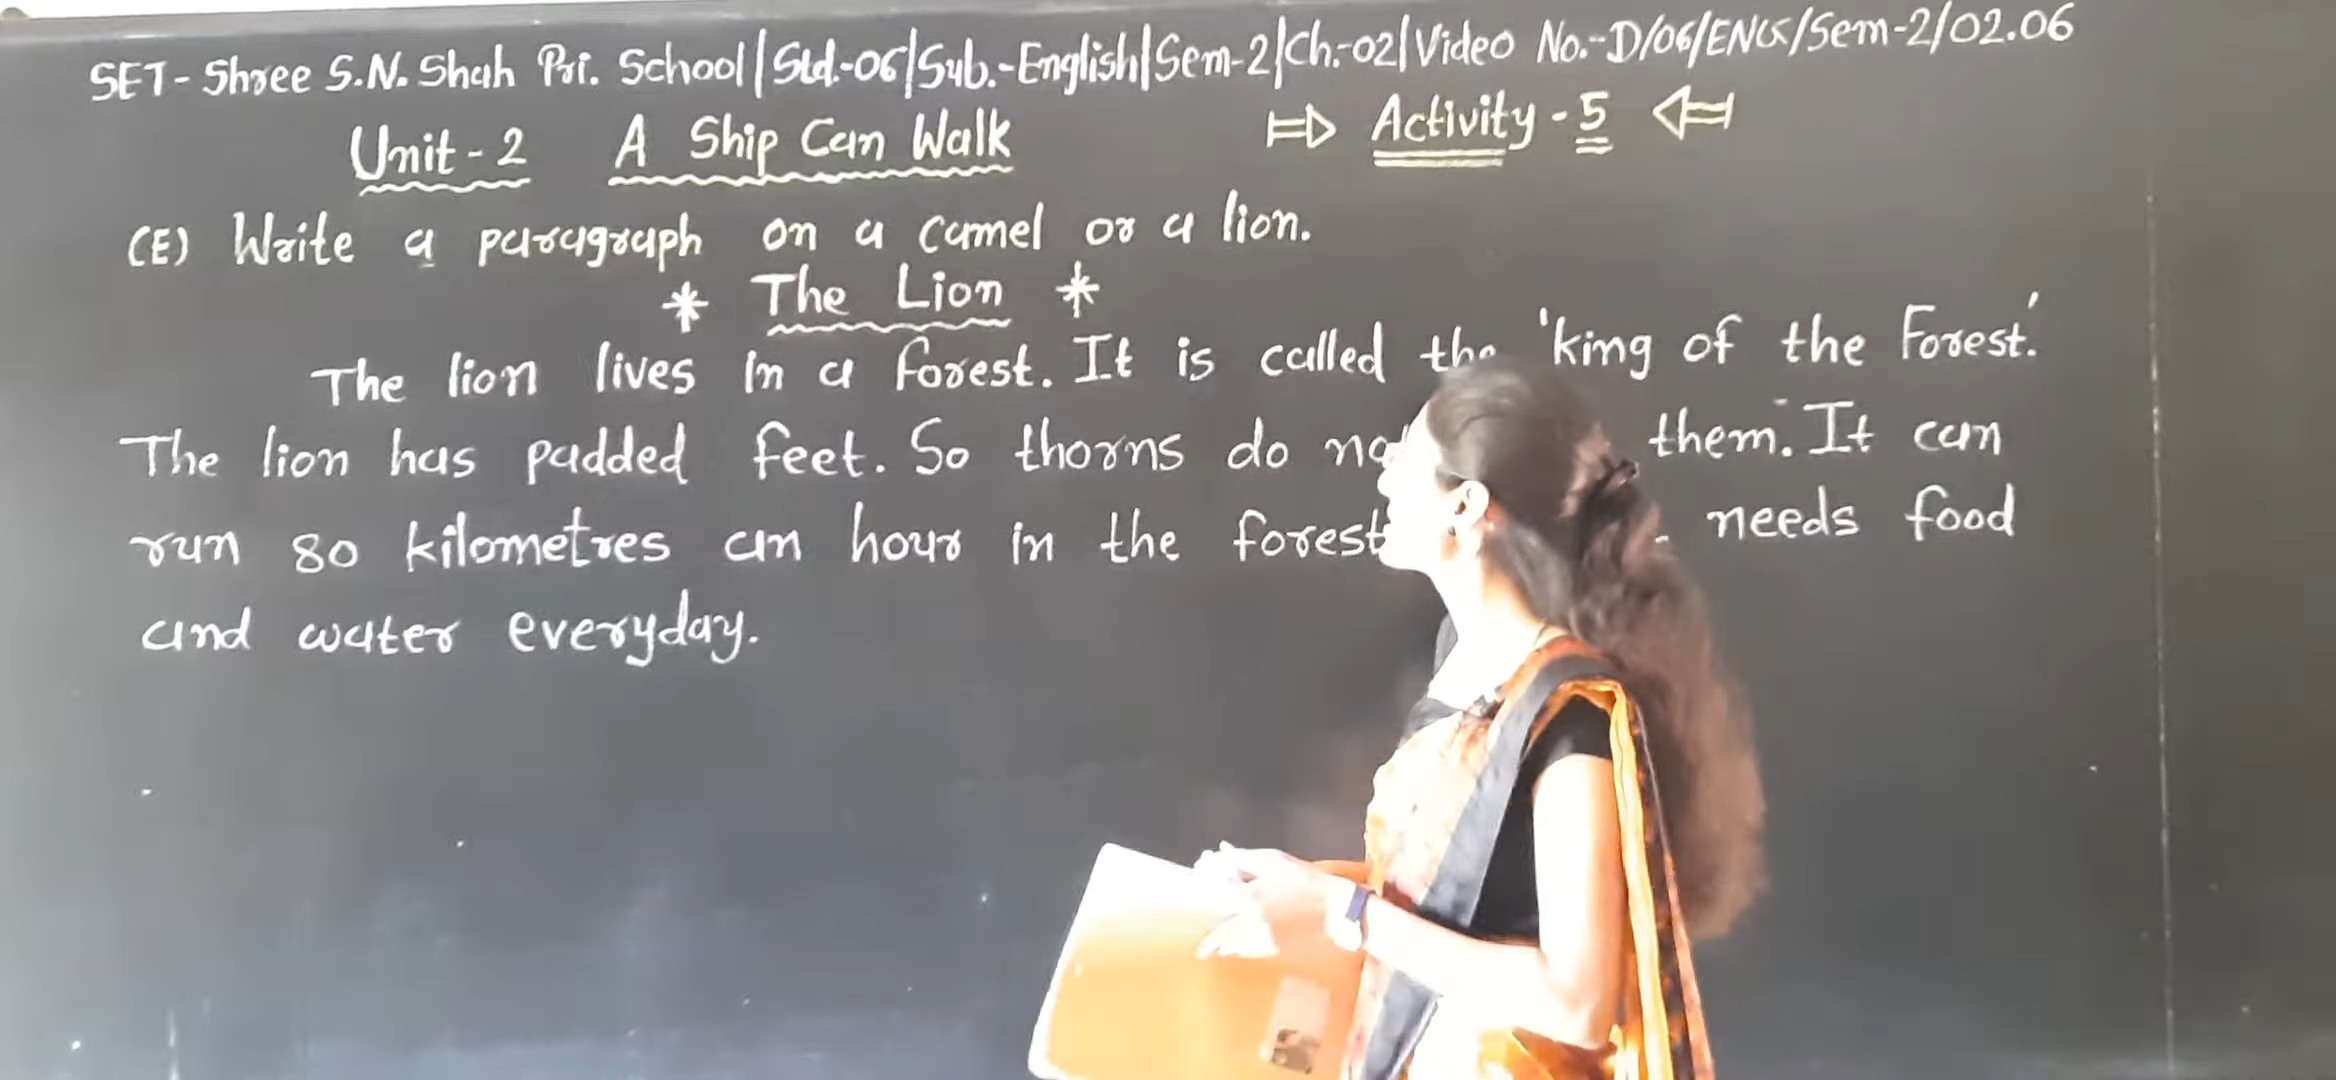 SET - Shree S.N. Shah Pri. School | Std.-06 | Sub.-English | Sem-2 | Ch.-02 | Video No.-D/06/ENG/Sem-2/02.06
Unit - 2 A Ship Can Walk ⇒ Activity - 5 ⇐
(E) Write a paragraph on a camel or a lion.
* The Lion *
The lion lives in a forest. It is called the 'king of the Forest.'
The lion has padded feet. So thorns do them. It can
run 80 kilometres an hour in the forest needs food
and water everyday.